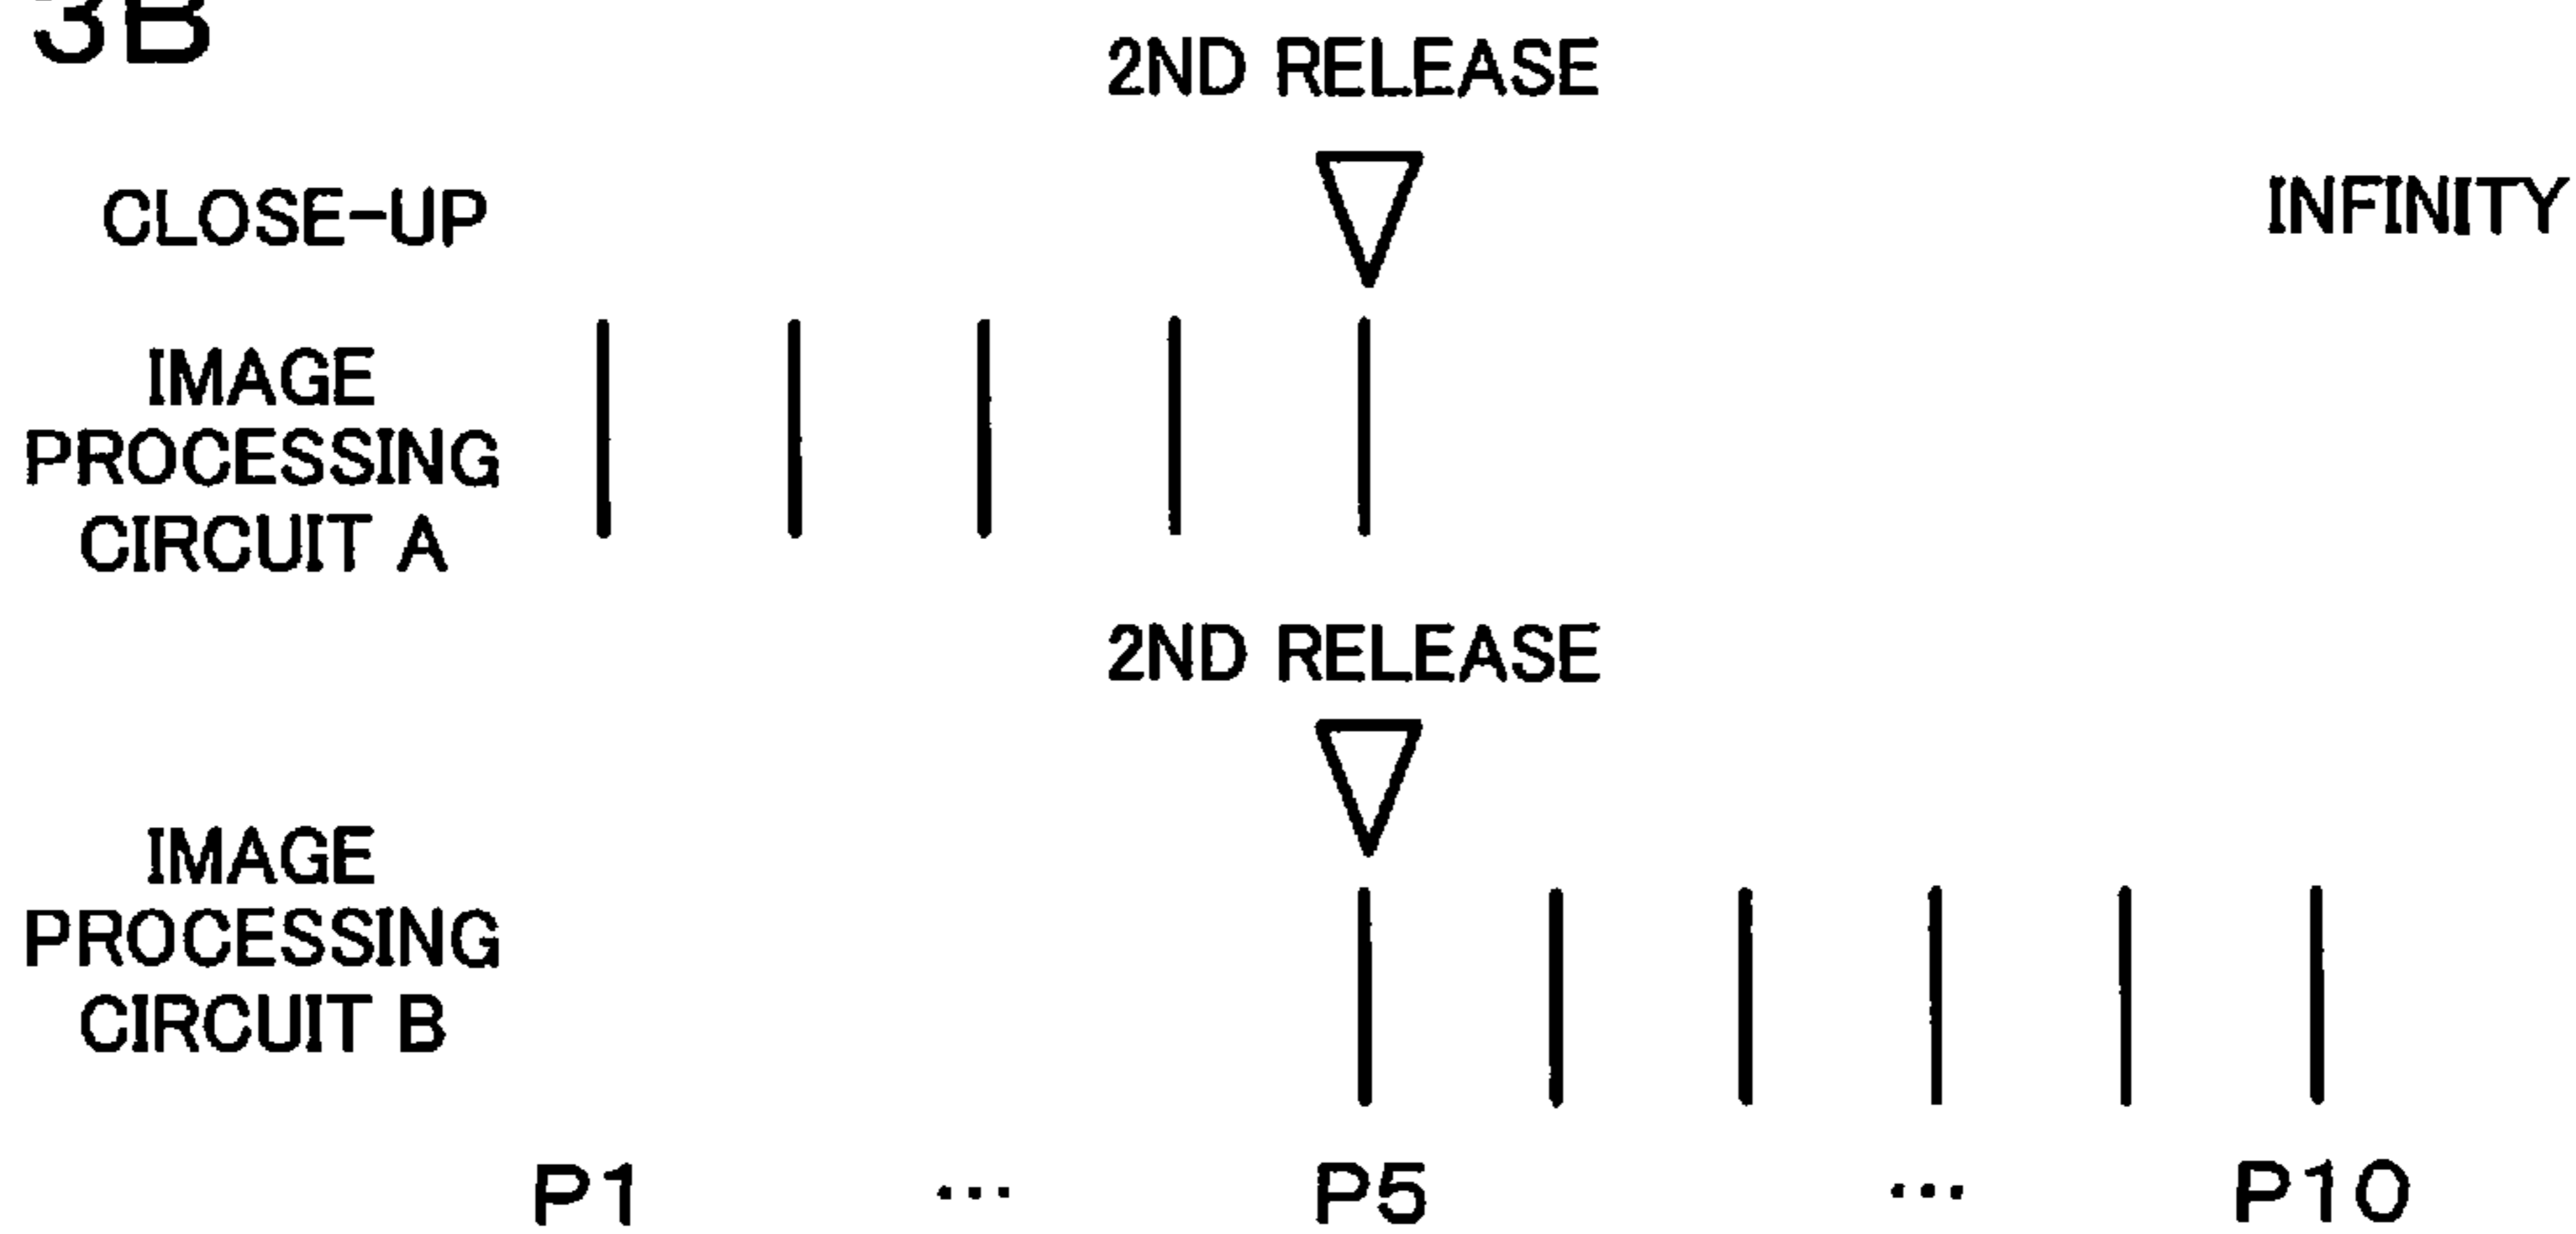 3B
2ND RELEASE
CLOSE-UP
INFINITY
IMAGE
PROCESSING
CIRCUIT A
2ND RELEASE
IMAGE
PROCESSING
CIRCUIT B
P1 ... P5 ... P10